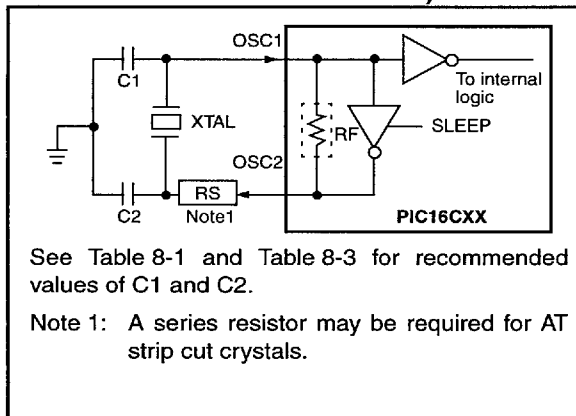 OSC1
C1
To internal
logic
XTAL
RF
SLEEP
OSC2
RS
C2
Note1
PIC16CXX
See Table 8-1 and Table 8-3 for recommended
values of C1 and C2.
Note 1: A series resistor may be required for AT
strip cut crystals.